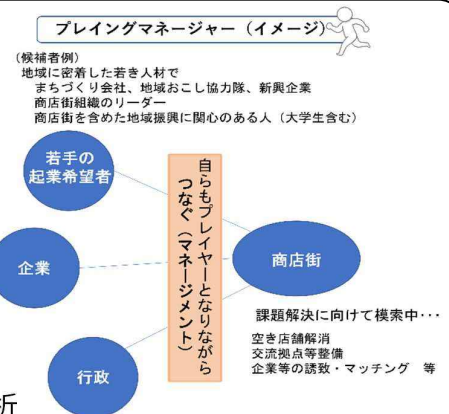 プレイングマネージャー（イメージ）
（候補者例）
地域に密着した若き人材で
まちづくり会社、地域おこし協力隊、新興企業
商店街組織のリーダー
商店街を含めた地域振興に関心のある人（大学生含む）
若手の
起業希望者
自らもプレイヤーとなりながら
つなぐ（マネージメント）
企業
商店街
課題解決に向けて模索中･･･
空き店舗解消
交流拠点等整備
企業等の誘致・マッチング　等
行政
析